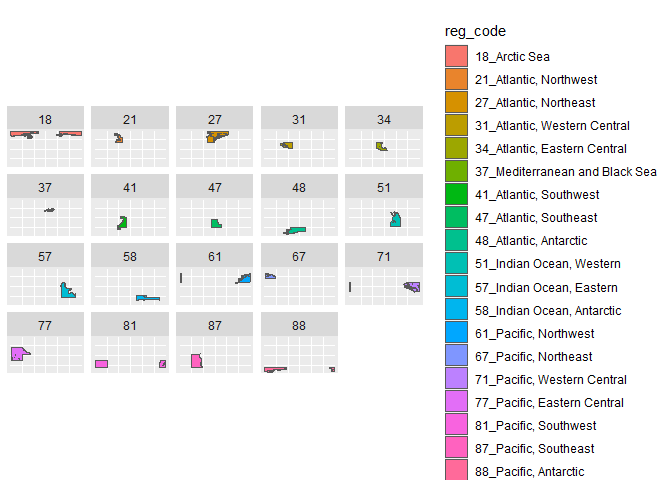 reg_code
18_Arctic Sea
21_Atlantic, Northwest
27_Atlantic, Northeast
31_Atlantic, Western Central
34_Atlantic, Eastern Central
37_Mediterranean and Black Sea
41_Atlantic, Southwest
47_Atlantic, Southeast
48_Atlantic, Antarctic
51_Indian Ocean, Western
57_Indian Ocean, Eastern
58_Indian Ocean, Antarctic
61_Pacific, Northwest
67_Pacific, Northeast
71_Pacific, Western Central
77_Pacific, Eastern Central
81_Pacific, Southwest
87_Pacific, Southeast
88_Pacific, Antarctic
18 21 27 31 34
37 41 47 48 51
57 58 61 67 71
77 81 87 88